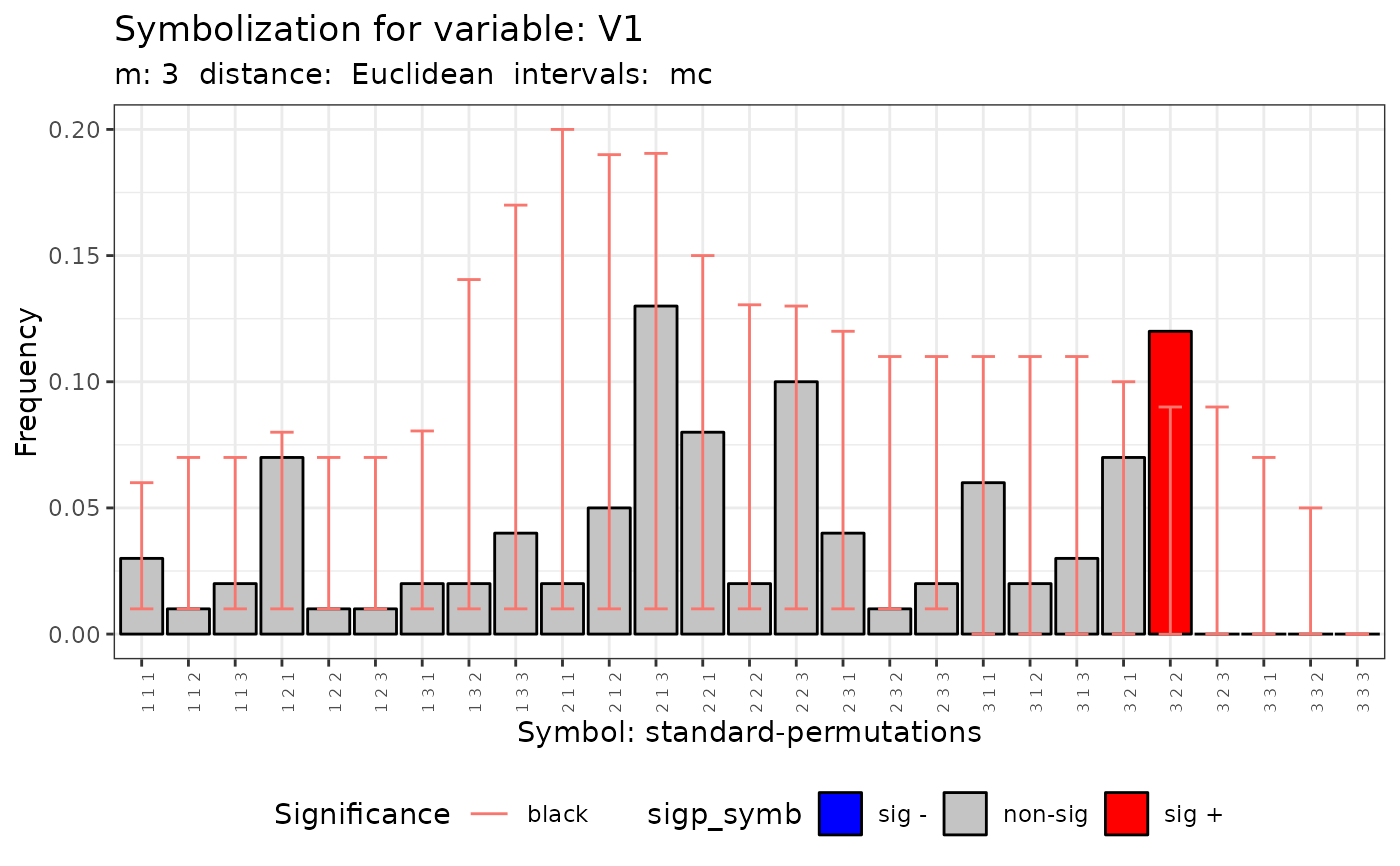 Symbolization for variable: V1
m: 3 distance: Euclidean intervals: mc
Frequency
0.20
0.15
0.10
0.05
0.00
1 1 1
1 1 2
1 1 3
1 2 1
1 2 2
1 2 3
1 3 1
1 3 2
1 3 3
2 1 1
2 1 2
2 1 3
2 2 1
2 2 2
2 2 3
2 3 1
2 3 2
2 3 3
3 1 1
3 1 2
3 1 3
3 2 1
3 2 2
3 2 3
3 3 1
3 3 2
3 3 3
Symbol: standard-permutations
Significance black sigp_symb sig - non-sig sig +